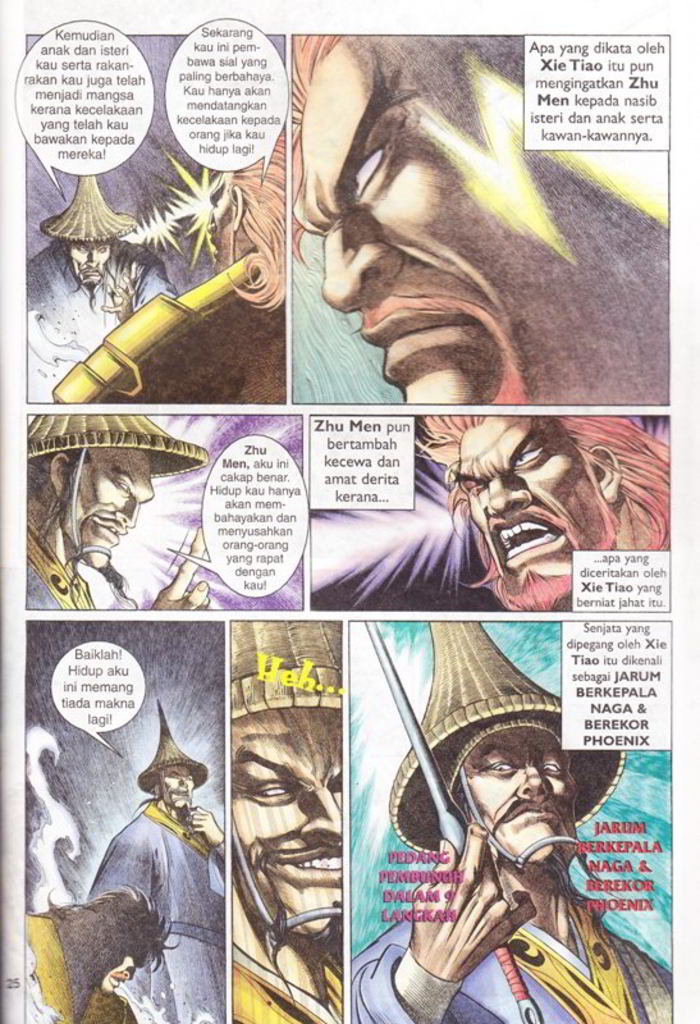 Kemudian
anak dan isteri
kau serta rakan-
rakan kau juga telah
menjadi mangsa
kerana kecelakaan
yang telah kau
bawakan kepada
mereka!
Sekarang
kau ini pem-
bawa sial yang
paling berbahaya.
Kau hanya akan
mendatangkan
kecelakaan kepada
orang jika kau
hidup lagi!
Apa yang dikata oleh
Xie Tiao itu pun
mengingatkan Zhu
Men kepada nasib
isteri dan anak serta
kawan-kawannya.
Zhu
Men, aku ini
cakap benar.
Hidup kau hanya
akan mem-
bahayakan dan
menyusahkan
orang-orang
yang rapat
dengan
kau!
Zhu Men pun
bertambah
kecewa dan
amat derita
kerana...
...apa yang
diceritakan oleh
Xie Tiao yang
berniat jahat itu.
Baiklah!
Hidup aku
ini memang
tiada makna
lagi!
Heh...
Senjata yang
dipegang oleh Xie
Tiao itu dikenali
sebagai JARUM
BERKEPALA
NAGA &
BEREKOR
PHOENIX
PEDANG
PEMBUNUH
DALAM 9
LANGKAH
JARUM
BERKEPALA
NAGA &
BEREKOR
PHOENIX
25